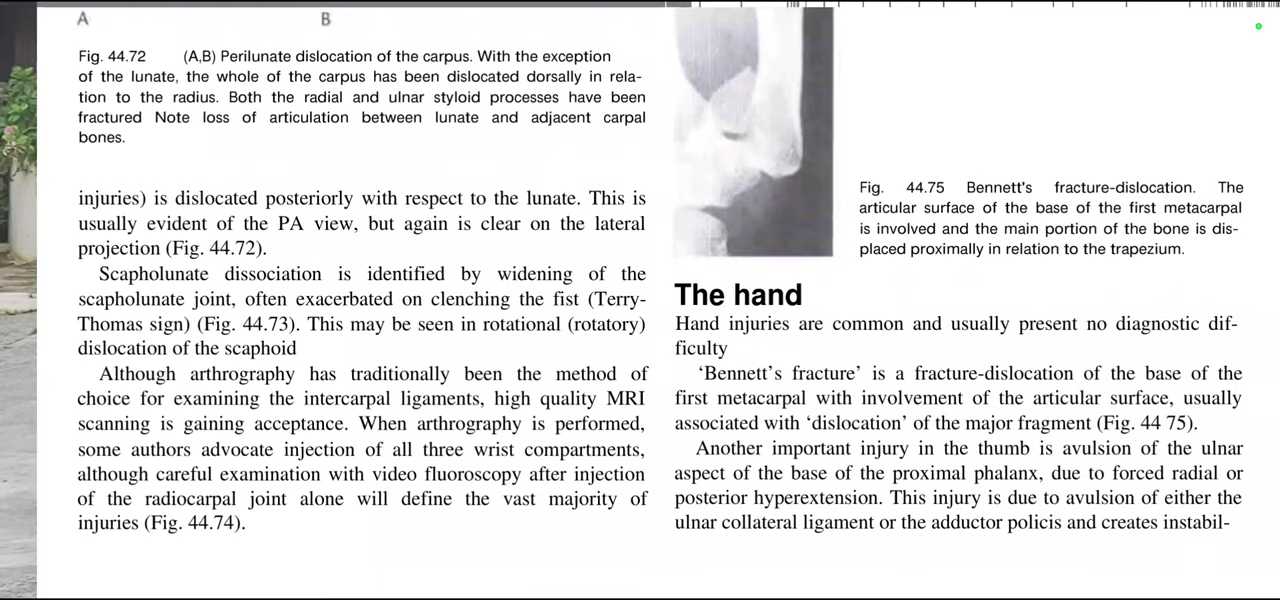 A B
Fig. 44.72 (A,B) Perilunate dislocation of the carpus. With the exception
of the lunate, the whole of the carpus has been dislocated dorsally in rela-
tion to the radius. Both the radial and ulnar styloid processes have been
fractured Note loss of articulation between lunate and adjacent carpal
bones.
injuries) is dislocated posteriorly with respect to the lunate. This is
usually evident of the PA view, but again is clear on the lateral
projection (Fig. 44.72).
Scapholunate dissociation is identified by widening of the
scapholunate joint, often exacerbated on clenching the fist (Terry-
Thomas sign) (Fig. 44.73). This may be seen in rotational (rotatory)
dislocation of the scaphoid
Although arthrography has traditionally been the method of
choice for examining the intercarpal ligaments, high quality MRI
scanning is gaining acceptance. When arthrography is performed,
some authors advocate injection of all three wrist compartments,
although careful examination with video fluoroscopy after injection
of the radiocarpal joint alone will define the vast majority of
injuries (Fig. 44.74).
Fig. 44.75 Bennett's fracture-dislocation. The
articular surface of the base of the first metacarpal
is involved and the main portion of the bone is dis-
placed proximally in relation to the trapezium.
The hand
Hand injuries are common and usually present no diagnostic dif-
ficulty
‘Bennett’s fracture’ is a fracture-dislocation of the base of the
first metacarpal with involvement of the articular surface, usually
associated with ‘dislocation’ of the major fragment (Fig. 44 75).
Another important injury in the thumb is avulsion of the ulnar
aspect of the base of the proximal phalanx, due to forced radial or
posterior hyperextension. This injury is due to avulsion of either the
ulnar collateral ligament or the adductor policis and creates instabil-